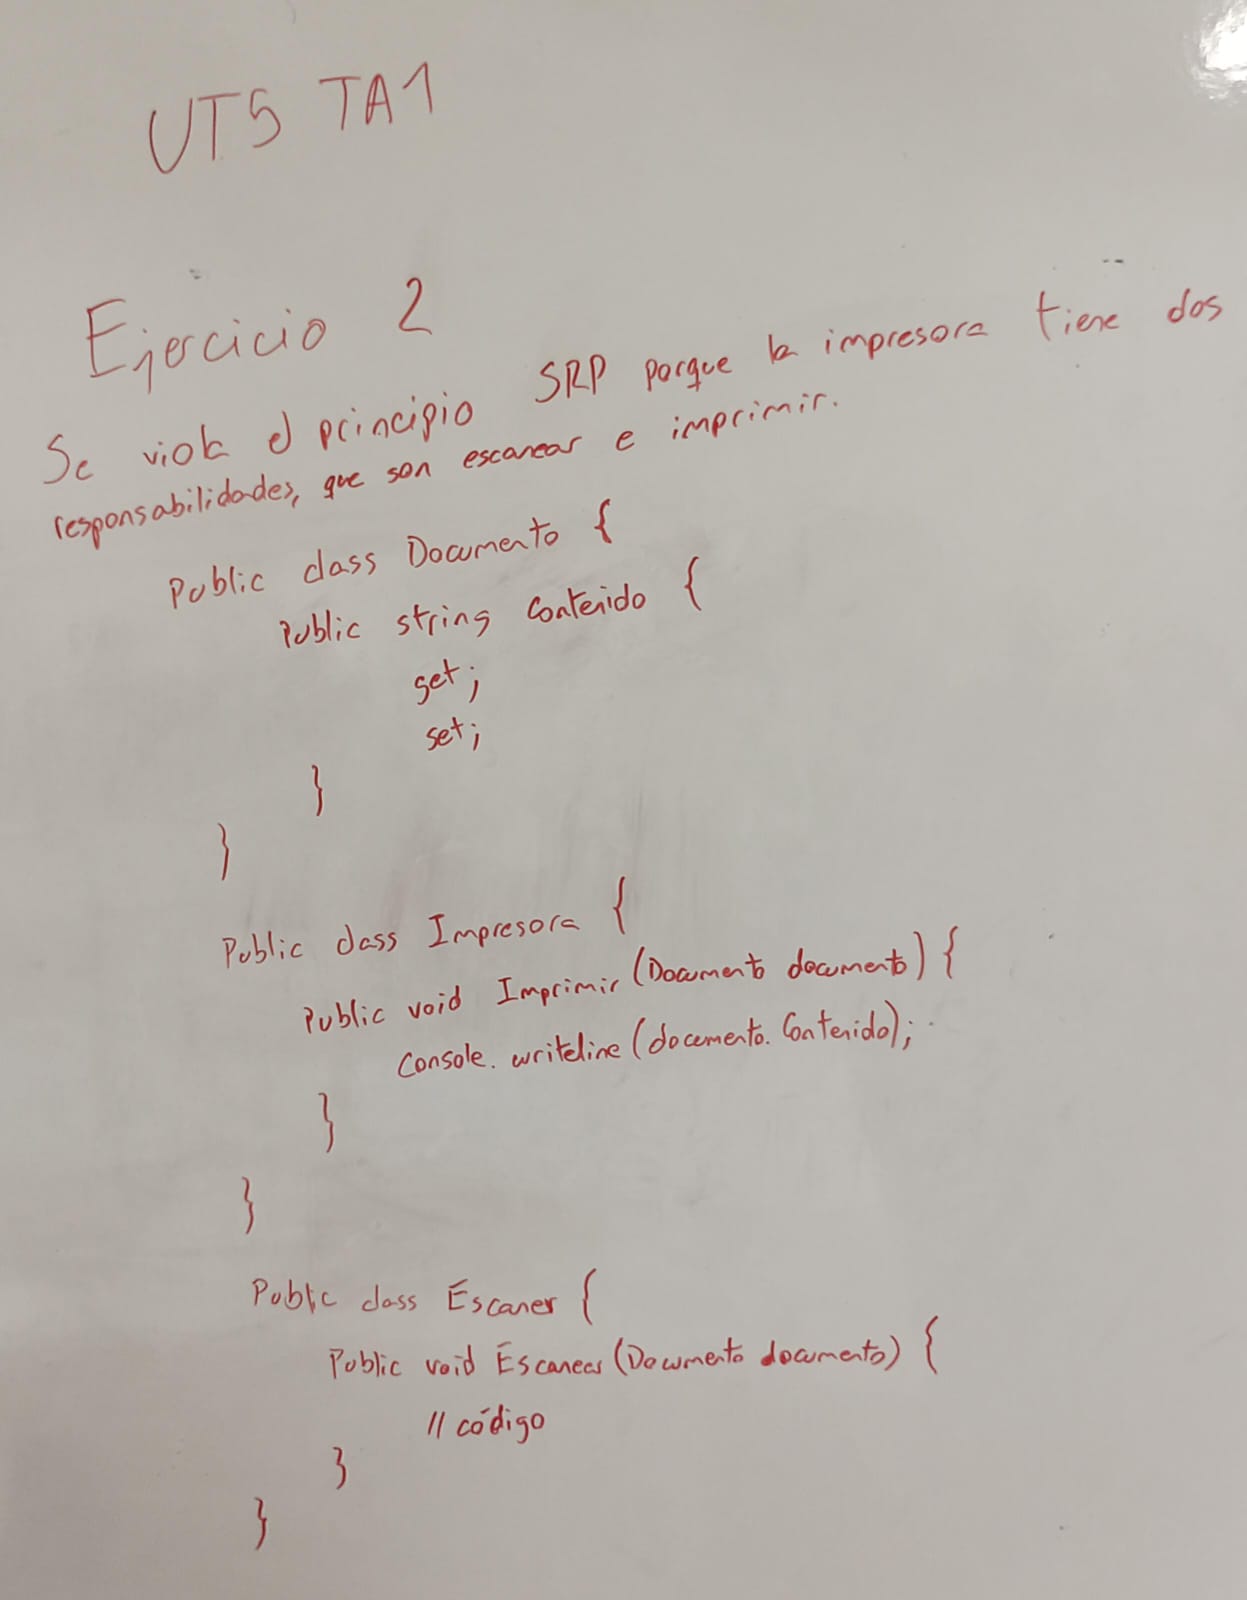 UT5 TA1
Ejercicio 2
Se viola el principio SRP porque la impresora tiene dos
responsabilidades, que son escanear e imprimir.
Public class Documento {
Public string Contenido {
get;
set;
}
}
Public class Impresora {
Public void Imprimir (Documento documento) {
Console. writeline (documento. Contenido);
}
}
Public class Escaner {
Public void Escanear (Documento documento) {
// código
}
}